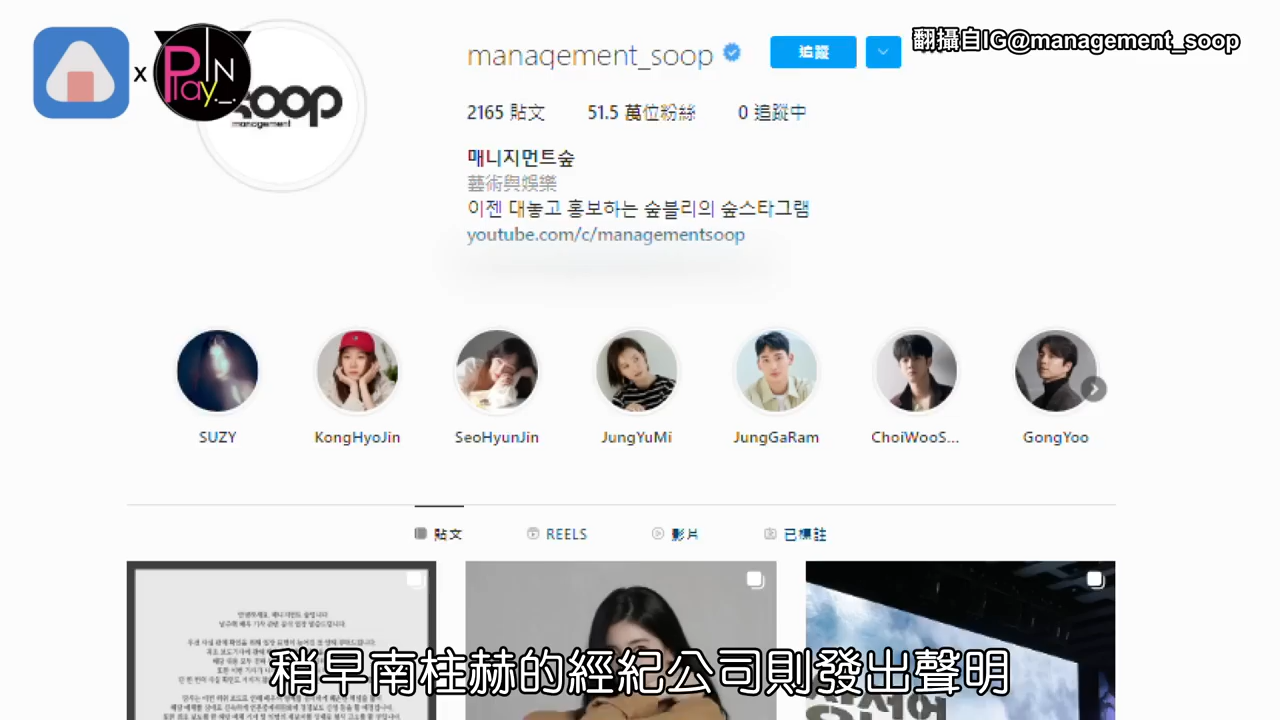 x
PlayIN
soop
management
management_soop
追蹤
翻攝自IG@management_soop
2165 貼文
51.5 萬位粉絲
0 追蹤中
매니지먼트숲
藝術與娛樂
이젠 대놓고 홍보하는 숲블리의 숲스타그램
youtube.com/c/managementsoop
SUZY
KongHyoJin
SeoHyunJin
JungYuMi
JungGaRam
ChoiWooS...
GongYoo
貼文
REELS
影片
已標註
稍早南柱赫的經紀公司則發出聲明